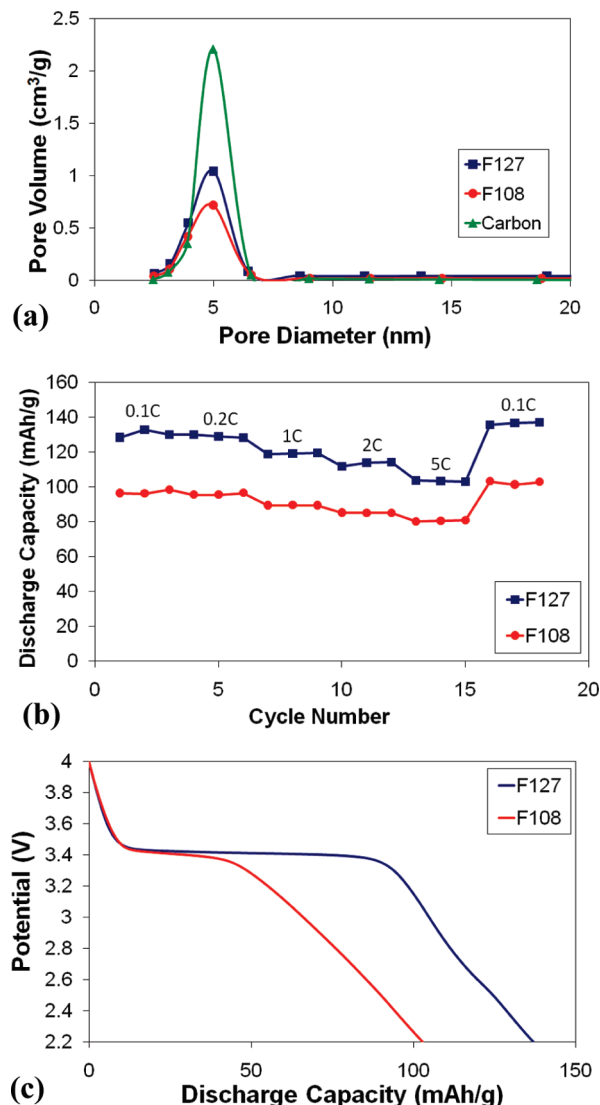 2.5
2
1.5
1
0.5
0
Pore Volume (cm³/g)
F127
F108
Carbon
0 5 10 15 20
Pore Diameter (nm)
(a)
160
140
120
100
80
60
40
20
0
Discharge Capacity (mAh/g)
0.1C 0.2C 1C 2C 5C 0.1C
F127
F108
0 5 10 15 20
Cycle Number
(b)
4
3.8
3.6
3.4
3.2
3
2.8
2.6
2.4
2.2
Potential (V)
F127
F108
0 50 100 150
Discharge Capacity (mAh/g)
(c)